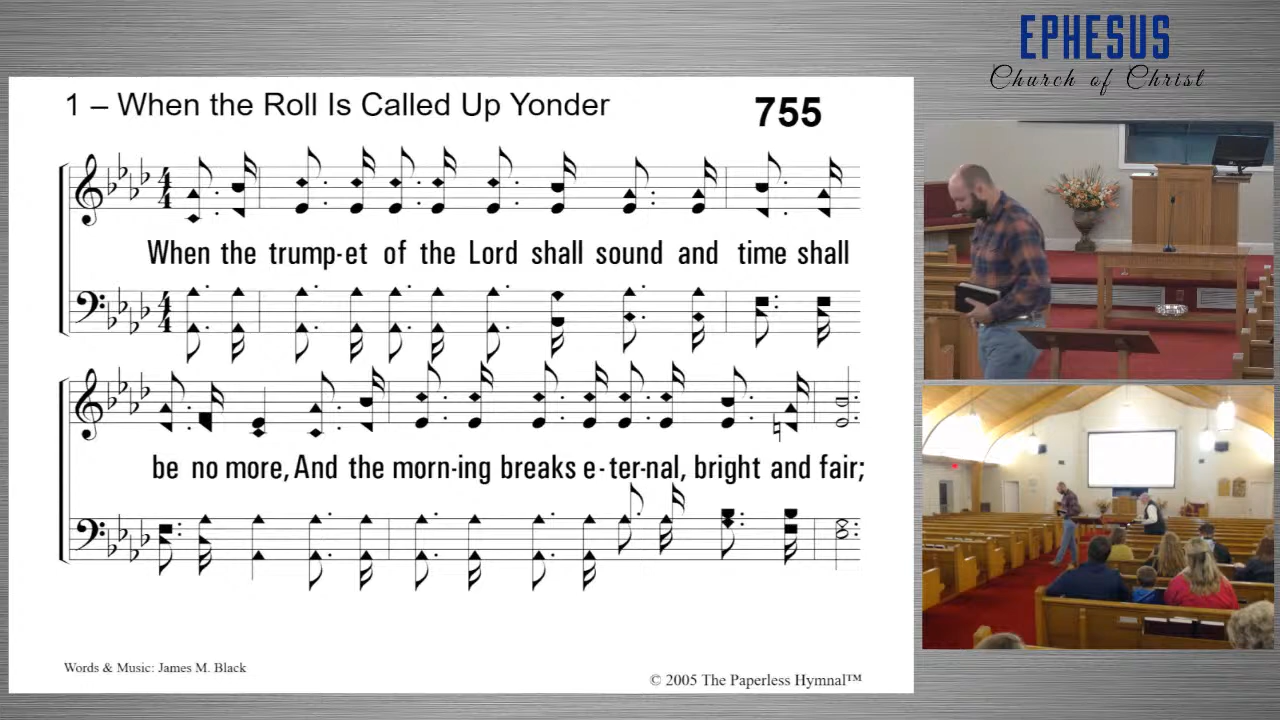 EPHESUS
Church of Christ
1 – When the Roll Is Called Up Yonder
755
When the trump-et of the Lord shall sound and time shall
be no more, And the morn-ing breaks e-ter-nal, bright and fair;
Words & Music: James M. Black
© 2005 The Paperless Hymnal™